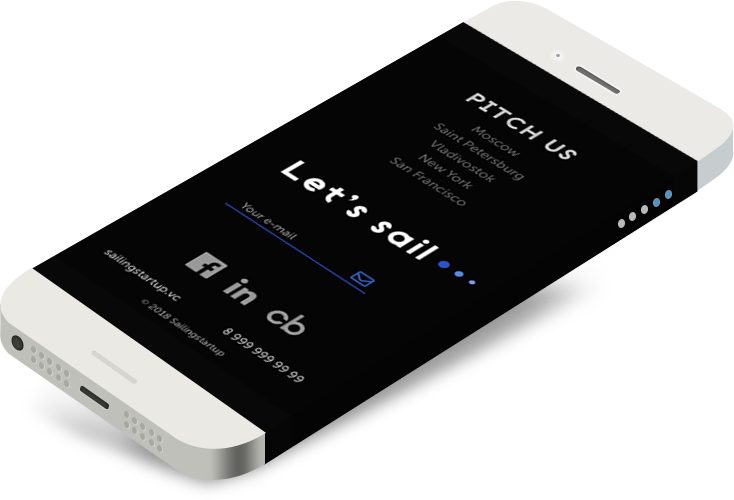 PITCH US
Moscow
Saint Petersburg
Vladivostok
New York
San Francisco
Let's sail
Your e-mail
f in cb
sailingstartup.vc
8 999 999 99 99
© 2018 Sailingstartup